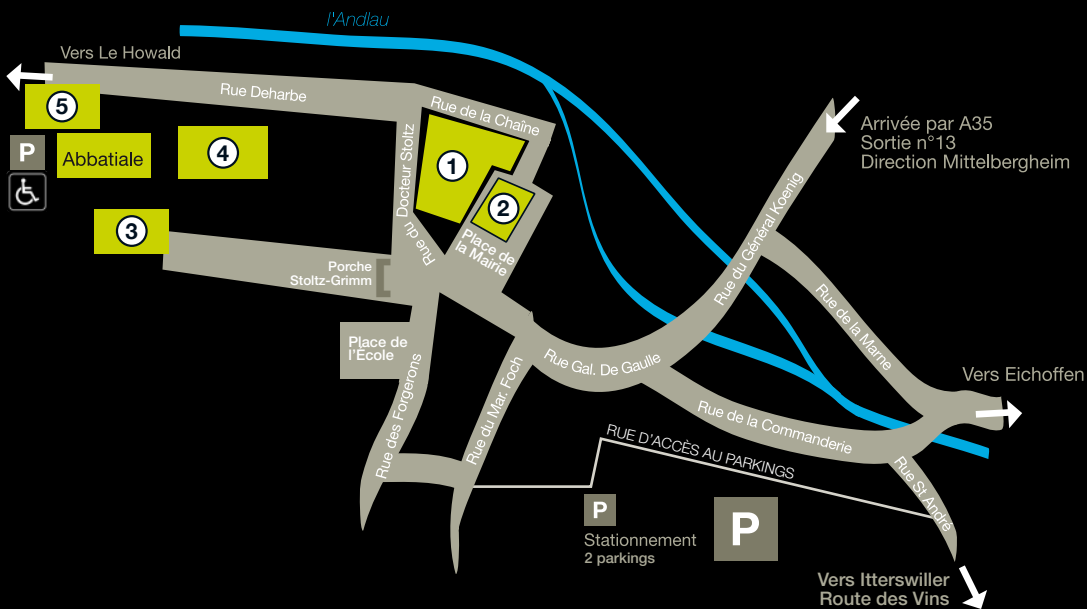 l'Andlau
Vers Le Howald
Rue Deharbe
Rue de la Chaîne
5
P
Abbatiale
4
1
2
3
Rue du Docteur Stoltz
Place de
la Mairie
Porche
Stoltz-Grimm
Place de
l'École
Rue des Forgerons
Rue du Mar. Foch
Rue Gal. De Gaulle
Rue du Général Koenig
Arrivée par A35
Sortie n°13
Direction Mittelbergheim
Rue de la Marne
Vers Eichoffen
Rue de la Commanderie
RUE D'ACCÈS AU PARKINGS
Rue St André
P
Stationnement
2 parkings
P
Vers Itterswiller
Route des Vins